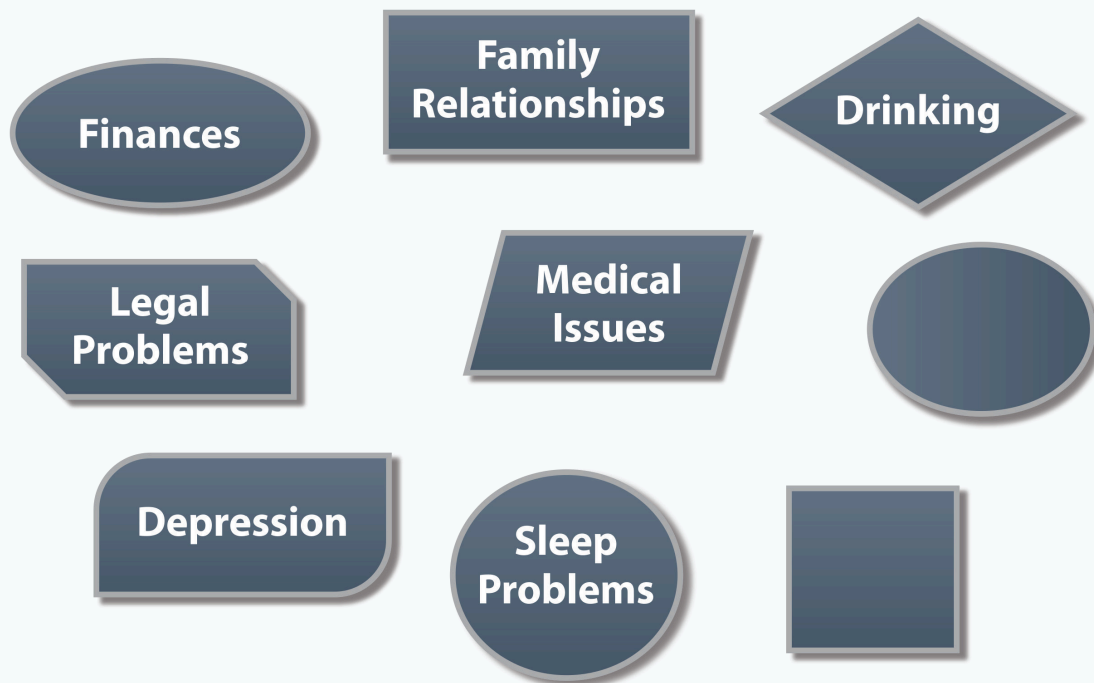 Finances
Family
Relationships
Drinking
Legal
Problems
Medical
Issues
Depression
Sleep
Problems